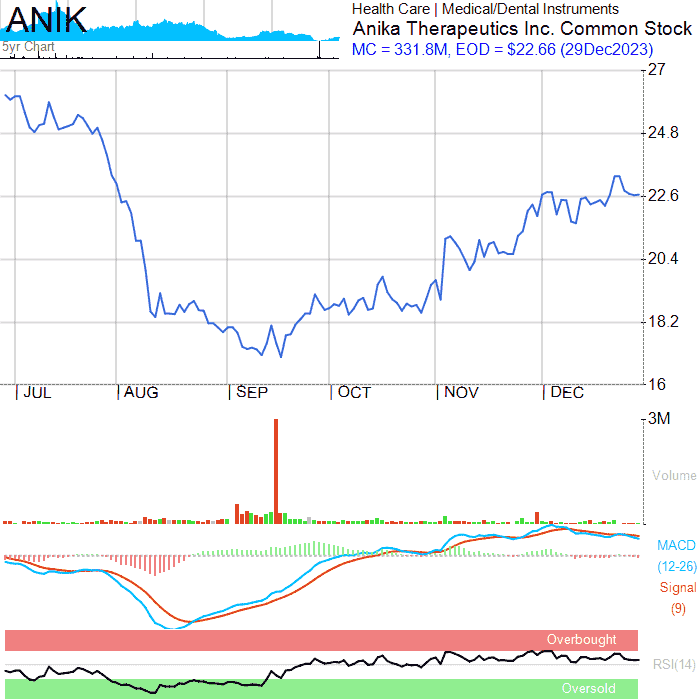 ANIK
5yr Chart
Health Care | Medical/Dental Instruments
Anika Therapeutics Inc. Common Stock
MC = 331.8M, EOD = $22.66 (29Dec2023)
27
24.8
22.6
20.4
18.2
16
JUL AUG SEP OCT NOV DEC
3M
Volume
MACD
(12-26)
Signal
(9)
Overbought
RSI(14)
Oversold